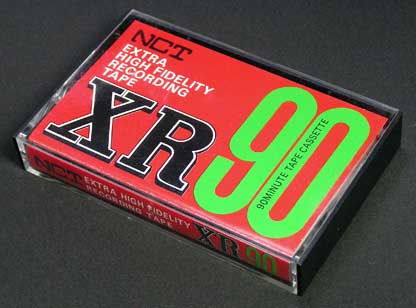 NCT
EXTRA
HIGH FIDELITY
RECORDING
TAPE
XR
90
90MINUTE TAPE CASSETTE
NCT
EXTRA HIGH FIDELITY
RECORDING TAPE
XR
90